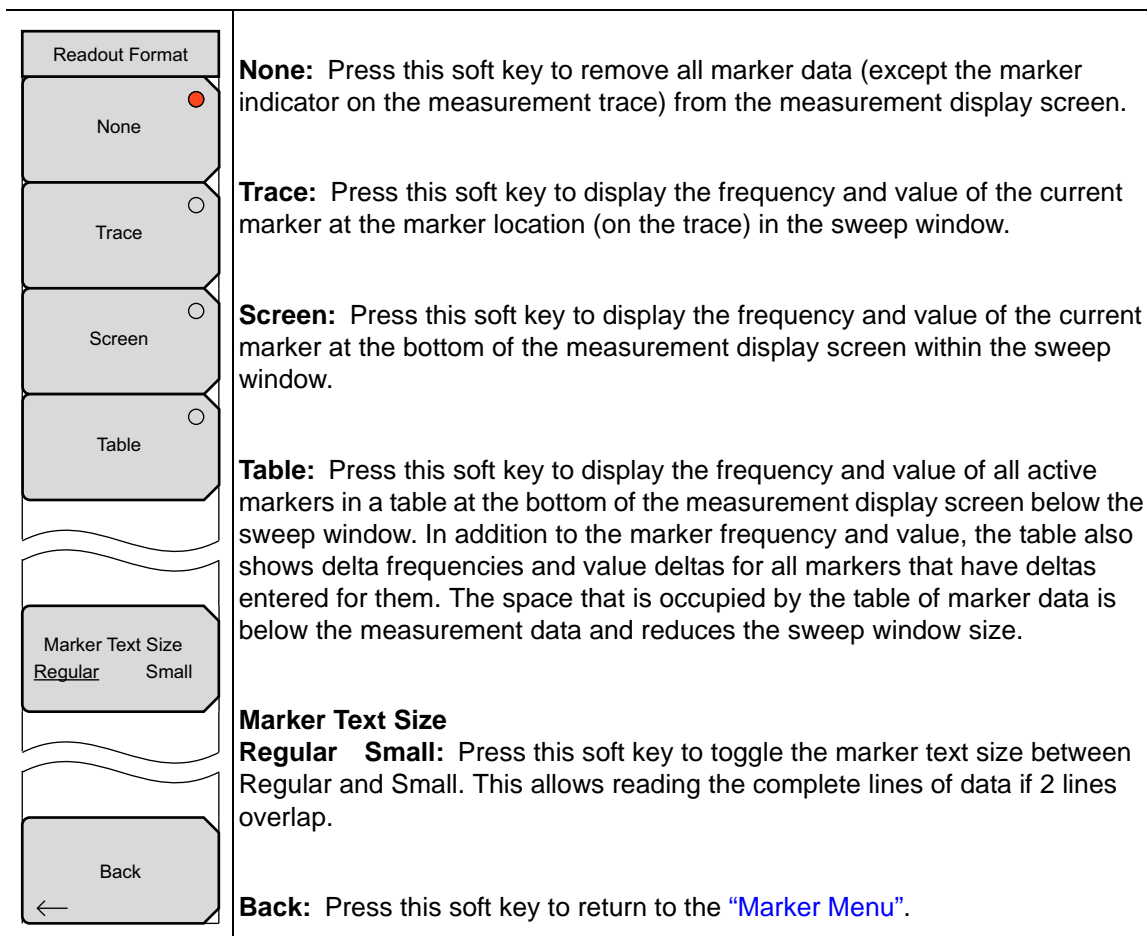 Readout Format
None
Trace
Screen
Table
Marker Text Size
Regular Small
Back
None: Press this soft key to remove all marker data (except the marker
indicator on the measurement trace) from the measurement display screen.
Trace: Press this soft key to display the frequency and value of the current
marker at the marker location (on the trace) in the sweep window.
Screen: Press this soft key to display the frequency and value of the current
marker at the bottom of the measurement display screen within the sweep
window.
Table: Press this soft key to display the frequency and value of all active
markers in a table at the bottom of the measurement display screen below the
sweep window. In addition to the marker frequency and value, the table also
shows delta frequencies and value deltas for all markers that have deltas
entered for them. The space that is occupied by the table of marker data is
below the measurement data and reduces the sweep window size.
Marker Text Size
Regular Small: Press this soft key to toggle the marker text size between
Regular and Small. This allows reading the complete lines of data if 2 lines
overlap.
Back: Press this soft key to return to the “Marker Menu”.